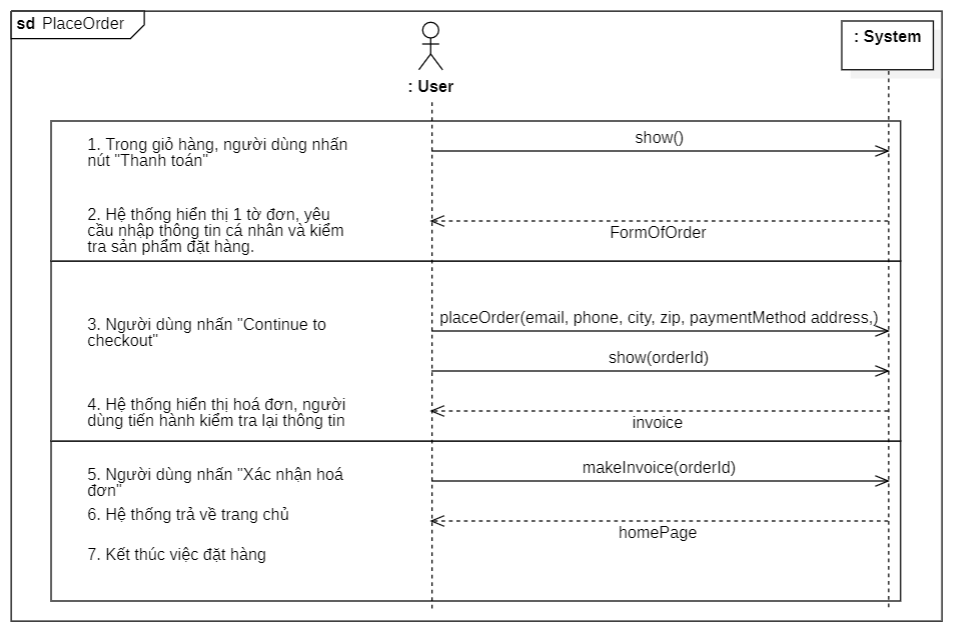 sd PlaceOrder
: User
: System
1. Trong giỏ hàng, người dùng nhấn
nút "Thanh toán"
show()
2. Hệ thống hiển thị 1 tờ đơn, yêu
cầu nhập thông tin cá nhân và kiểm
tra sản phẩm đặt hàng.
FormOfOrder
3. Người dùng nhấn "Continue to
checkout"
placeOrder(email, phone, city, zip, paymentMethod address,)
show(orderId)
4. Hệ thống hiển thị hoá đơn, người
dùng tiến hành kiểm tra lại thông tin
invoice
5. Người dùng nhấn "Xác nhận hoá
đơn"
makeInvoice(orderId)
6. Hệ thống trả về trang chủ
homePage
7. Kết thúc việc đặt hàng